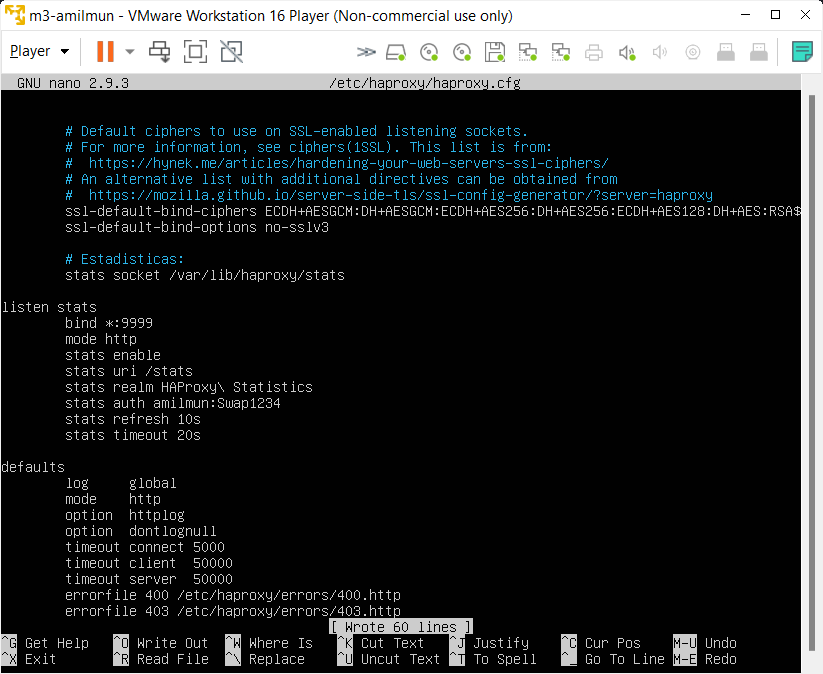 m3-amilmun - VMware Workstation 16 Player (Non-commercial use only)
Player
GNU nano 2.9.3 /etc/haproxy/haproxy.cfg
# Default ciphers to use on SSL-enabled listening sockets.
# For more information, see ciphers(1SSL). This list is from:
#  https://hynek.me/articles/hardening-your-web-servers-ssl-ciphers/
# An alternative list with additional directives can be obtained from
#  https://mozilla.github.io/server-side-tls/ssl-config-generator/?server=haproxy
ssl-default-bind-ciphers ECDH+AESGCM:DH+AESGCM:ECDH+AES256:DH+AES256:ECDH+AES128:DH+AES:RSA$
ssl-default-bind-options no-sslv3
# Estadisticas:
stats socket /var/lib/haproxy/stats
listen stats
bind *:9999
mode http
stats enable
stats uri /stats
stats realm HAProxy\ Statistics
stats auth amilmun:Swap1234
stats refresh 10s
stats timeout 20s
defaults
log     global
mode    http
option  httplog
option  dontlognull
timeout connect 5000
timeout client  50000
timeout server  50000
errorfile 400 /etc/haproxy/errors/400.http
errorfile 403 /etc/haproxy/errors/403.http
[ Wrote 60 lines ]
^G Get Help ^O Write Out ^W Where Is ^K Cut Text ^J Justify ^C Cur Pos M-U Undo
^X Exit ^R Read File ^\ Replace ^U Uncut Text ^T To Spell ^_ Go To Line M-E Redo